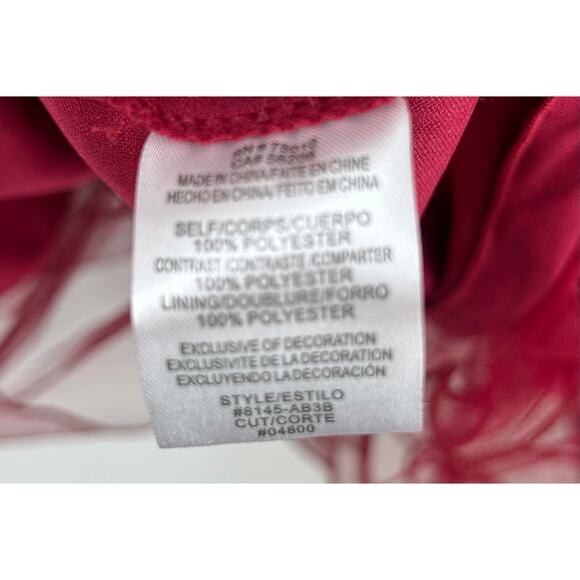 MADE IN CHINA/FAITE EN CHINE
HECHO EN CHINA/FEITO EM CHINA
SELF/CORPS/CUERPO
100% POLYESTER
CONTRAST/CONTRASTE/COMPARTER
100% POLYESTER
LINING/DOUBLURE/FORRO
100% POLYESTER
EXCLUSIVE OF DECORATION
EXCLUSIVITE DE LA DECORATION
EXCLUYENDO LA DECORACIÓN
STYLE/ESTILO
#8145-AB3B
CUT/CORTE
#04800